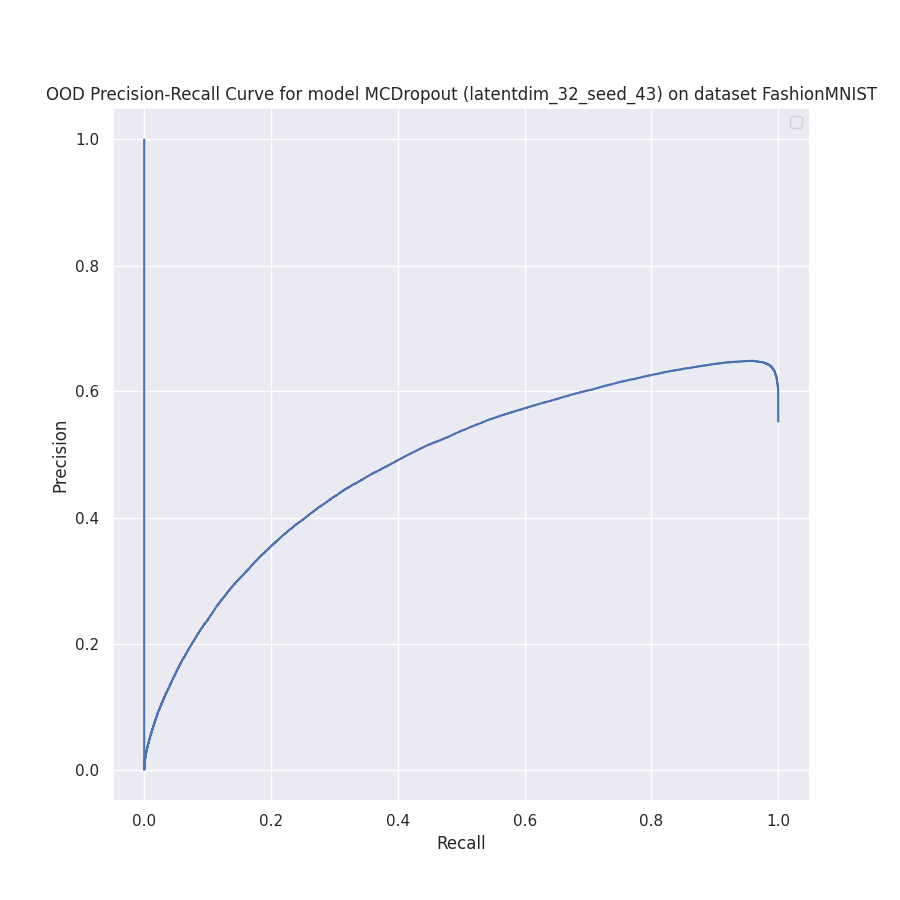 OOD Precision-Recall Curve for model MCDropout (latentdim_32_seed_43) on dataset FashionMNIST
1.0
0.8
0.6
0.4
0.2
0.0
Precision
0.0 0.2 0.4 0.6 0.8 1.0
Recall